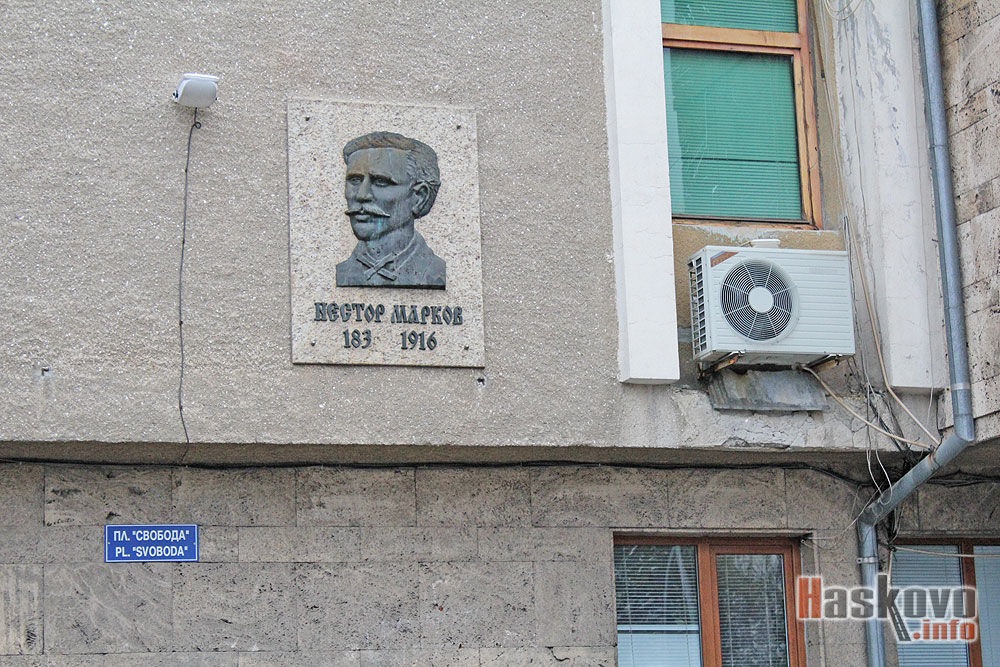 НЕСТОР МАРКОВ
183 1916
ПЛ. "СВОБОДА"
PL. "SVOBODA"
Haskovo
.info